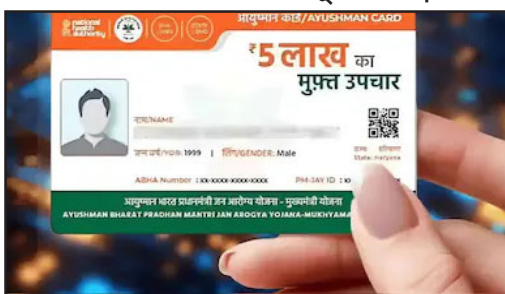 national
health
authority
आयुष्मान कार्ड/AYUSHMAN CARD
₹5 लाख का
मुफ़्त उपचार
नाम/NAME
जन्म वर्ष/YOB: 1999 | लिंग/GENDER: Male
राज्य हरियाणा
State: Haryana
ABHA Number : xx-xxxx-xxxx-xxxx PM-JAY ID : x
आयुष्मान भारत प्रधानमंत्री जन आरोग्य योजना - मुख्यमंत्री योजना
AYUSHMAN BHARAT PRADHAN MANTRI JAN AROGYA YOJANA-MUKHYAMA